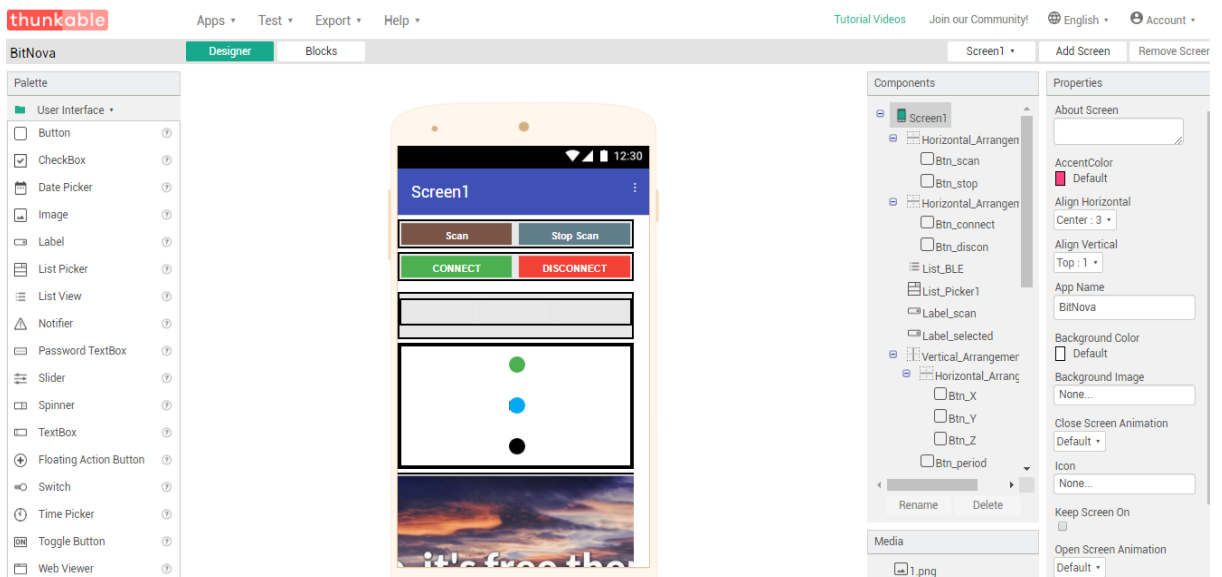 thunkable
Apps Test Export Help
Tutorial Videos Join our Community! English Account
BitNova
Designer Blocks
Screen1 Add Screen Remove Screen
Palette
User Interface
Button
CheckBox
Date Picker
Image
Label
List Picker
List View
Notifier
Password TextBox
Slider
Spinner
TextBox
Floating Action Button
Switch
Time Picker
Toggle Button
Web Viewer
12:30
Screen1
Scan Stop Scan
CONNECT DISCONNECT
it's free
Components
Screen1
Horizontal_Arrangem
Btn_scan
Btn_stop
Horizontal_Arrangem
Btn_connect
Btn_discon
List_BLE
List_Picker1
Label_scan
Label_selected
Vertical_Arrangemer
Horizontal_Arrang
Btn_X
Btn_Y
Btn_Z
Btn_period
Rename Delete
Media
1.png
Properties
About Screen
AccentColor
Default
Align Horizontal
Center : 3
Align Vertical
Top : 1
App Name
BitNova
Background Color
Default
Background Image
None...
Close Screen Animation
Default
Icon
None...
Keep Screen On
Open Screen Animation
Default